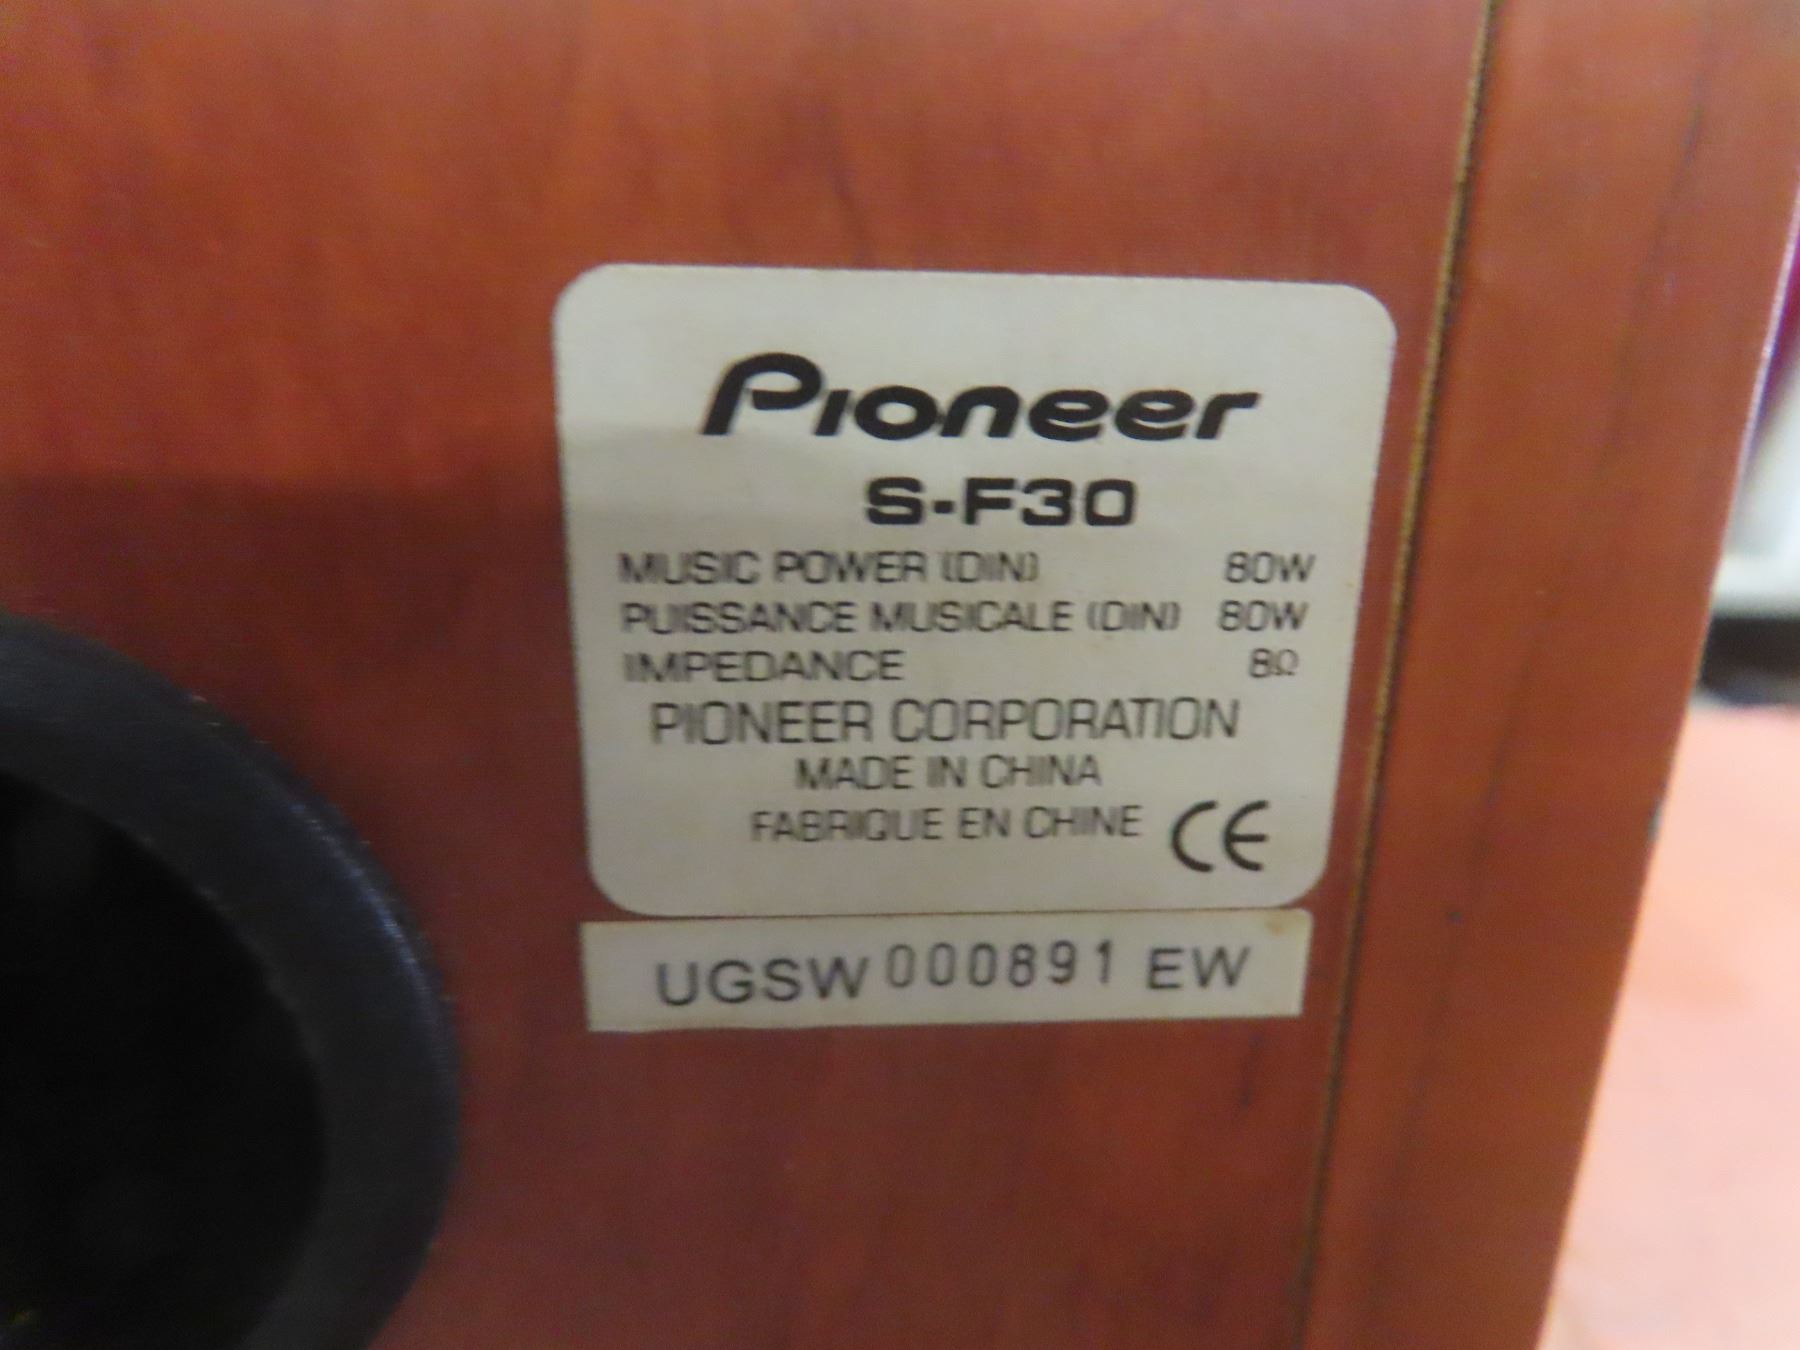 Pioneer
S-F30
MUSIC POWER (DIN) 80W
PUISSANCE MUSICALE (DIN) 80W
IMPEDANCE 8Ω
PIONEER CORPORATION
MADE IN CHINA
FABRIQUE EN CHINE CE
UGSW 000891 EW